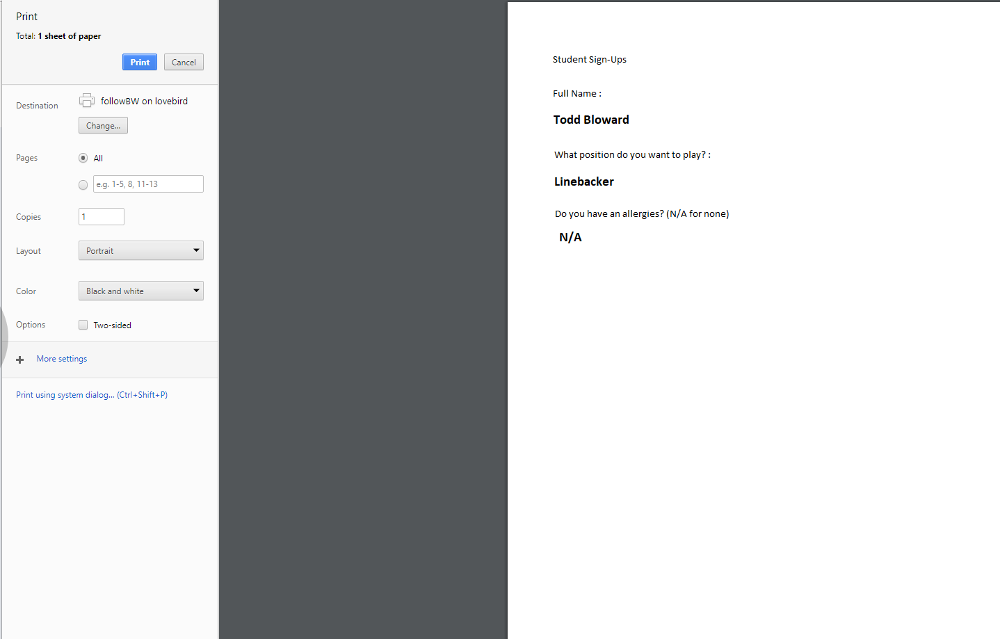 Print
Total: 1 sheet of paper
Print
Cancel
Destination
followBW on lovebird
Change...
Pages
All
e.g. 1-5, 8, 11-13
Copies
1
Layout
Portrait
Color
Black and white
Options
Two-sided
More settings
Print using system dialog... (Ctrl+Shift+P)
Student Sign-Ups
Full Name :
Todd Bloward
What position do you want to play? :
Linebacker
Do you have an allergies? (N/A for none)
N/A